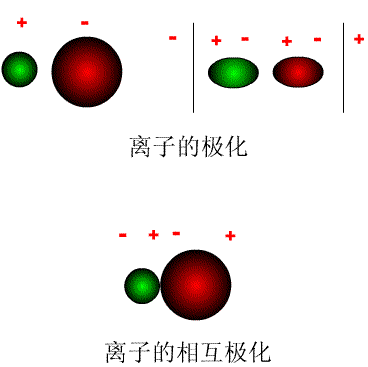 + - - + - + - +
离子的极化
- + - +
离子的相互极化